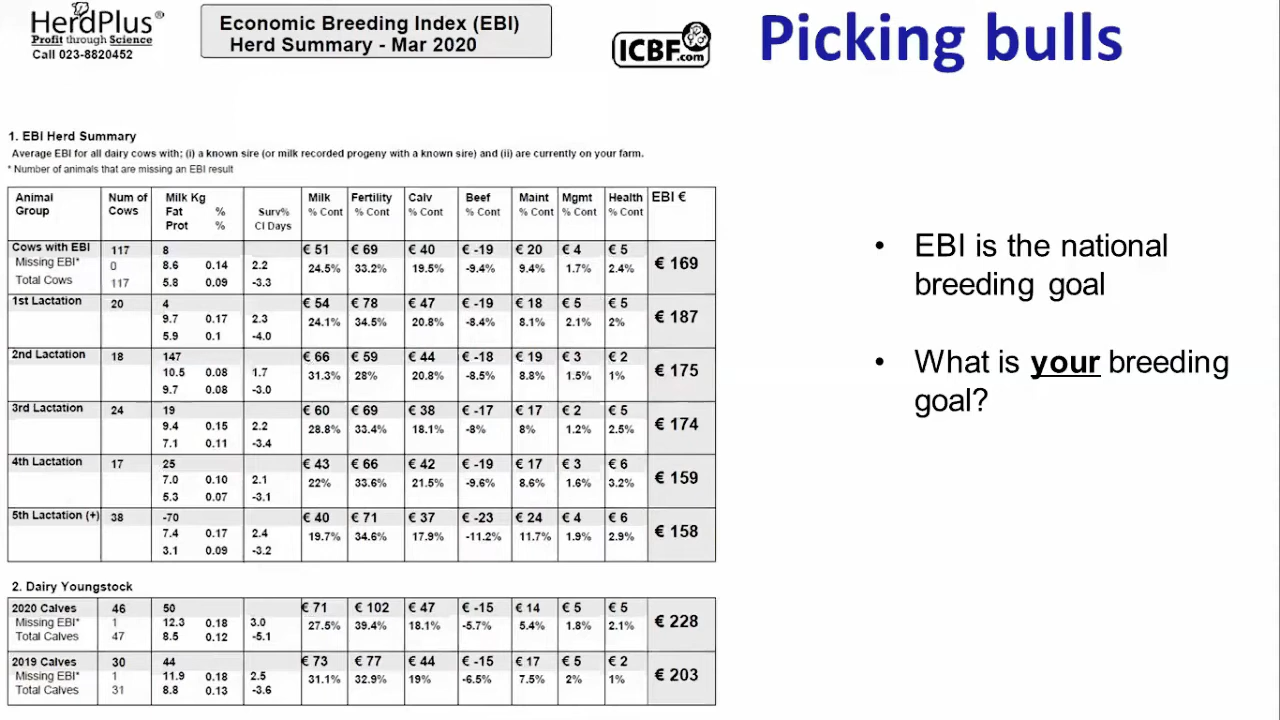 HerdPlus®
Profit through Science
Call 023-8820452
Economic Breeding Index (EBI)
Herd Summary - Mar 2020
ICBF.com
Picking bulls
1. EBI Herd Summary
Average EBI for all dairy cows with; (i) a known sire (or milk recorded progeny with a known sire) and (ii) are currently on your farm.
* Number of animals that are missing an EBI result
Animal Num of Milk Kg Milk Fertility Calv Beef Maint Mgmt Health EBI €
Group Cows Fat % Surv% % Cont % Cont % Cont % Cont % Cont % Cont % Cont
Prot % CI Days
Cows with EBI 117 8 € 51 € 69 € 40 € -19 € 20 € 4 € 5 € 169
Missing EBI* 0 8.6 0.14 2.2 24.5% 33.2% 19.5% -9.4% 9.4% 1.7% 2.4%
Total Cows 117 5.8 0.09 -3.3
1st Lactation 20 4 € 54 € 78 € 47 € -19 € 18 € 5 € 5 € 187
9.7 0.17 2.3 24.1% 34.5% 20.8% -8.4% 8.1% 2.1% 2%
5.9 0.1 -4.0
2nd Lactation 18 147 € 66 € 59 € 44 € -18 € 19 € 3 € 2 € 175
10.5 0.08 1.7 31.3% 28% 20.8% -8.5% 8.8% 1.5% 1%
9.7 0.08 -3.0
3rd Lactation 24 19 € 60 € 69 € 38 € -17 € 17 € 2 € 5 € 174
9.4 0.15 2.2 28.8% 33.4% 18.1% -8% 8% 1.2% 2.5%
7.1 0.11 -3.4
4th Lactation 17 25 € 43 € 66 € 42 € -19 € 17 € 3 € 6 € 159
7.0 0.10 2.1 22% 33.6% 21.5% -9.6% 8.6% 1.6% 3.2%
5.3 0.07 -3.1
5th Lactation (+) 38 -70 € 40 € 71 € 37 € -23 € 24 € 4 € 6 € 158
7.4 0.17 2.4 19.7% 34.6% 17.9% -11.2% 11.7% 1.9% 2.9%
3.1 0.09 -3.2
2. Dairy Youngstock
2020 Calves 46 50 € 71 € 102 € 47 € -15 € 14 € 5 € 5 € 228
Missing EBI* 1 12.3 0.18 3.0 27.5% 39.4% 18.1% -5.7% 5.4% 1.8% 2.1%
Total Calves 47 8.5 0.12 -5.1
2019 Calves 30 44 € 73 € 77 € 44 € -15 € 17 € 5 € 2 € 203
Missing EBI* 1 11.9 0.18 2.5 31.1% 32.9% 19% -6.5% 7.5% 2% 1%
Total Calves 31 8.8 0.13 -3.6
• EBI is the national
breeding goal
• What is your breeding
goal?